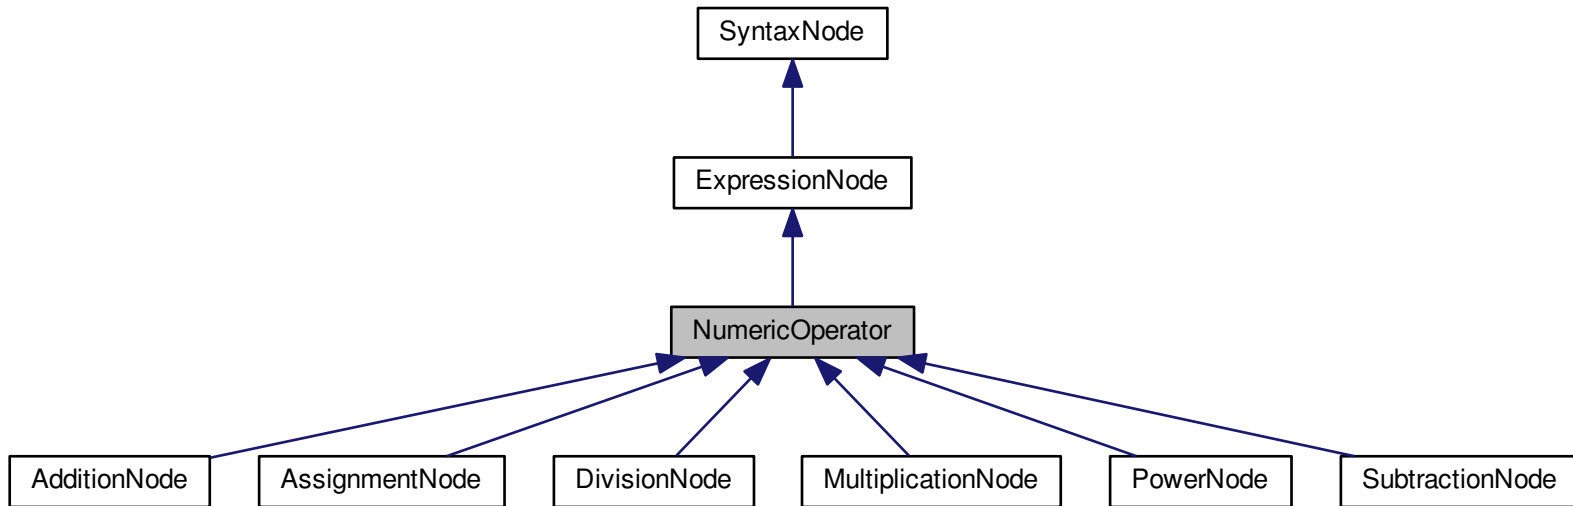 SyntaxNode
ExpressionNode
NumericOperator
AdditionNode
AssignmentNode
DivisionNode
MultiplicationNode
PowerNode
SubtractionNode